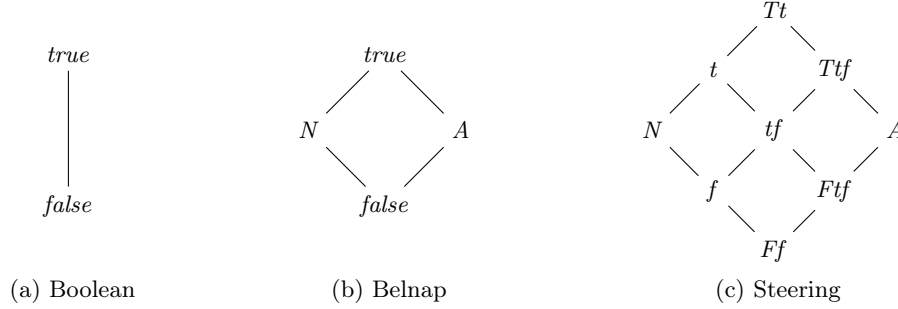 Tt
true
true
t
Ttf
N
A
N
tf
A
false
false
f
Ftf
Ff
(a) Boolean
(b) Belnap
(c) Steering